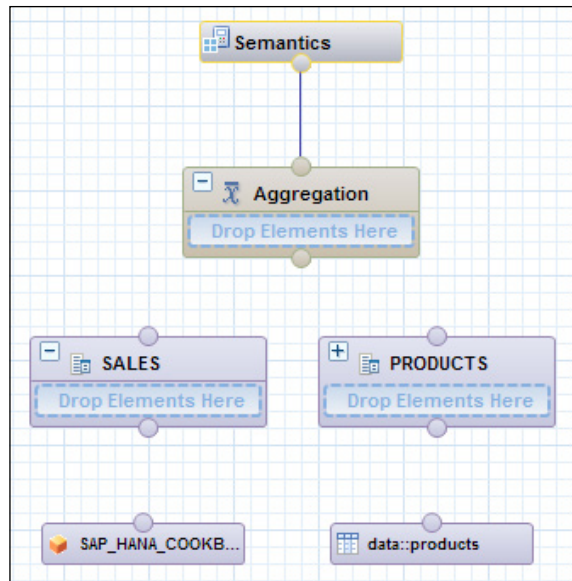 Semantics
Aggregation
Drop Elements Here
SALES
PRODUCTS
Drop Elements Here
Drop Elements Here
SAP_HANA_COOKB...
data::products